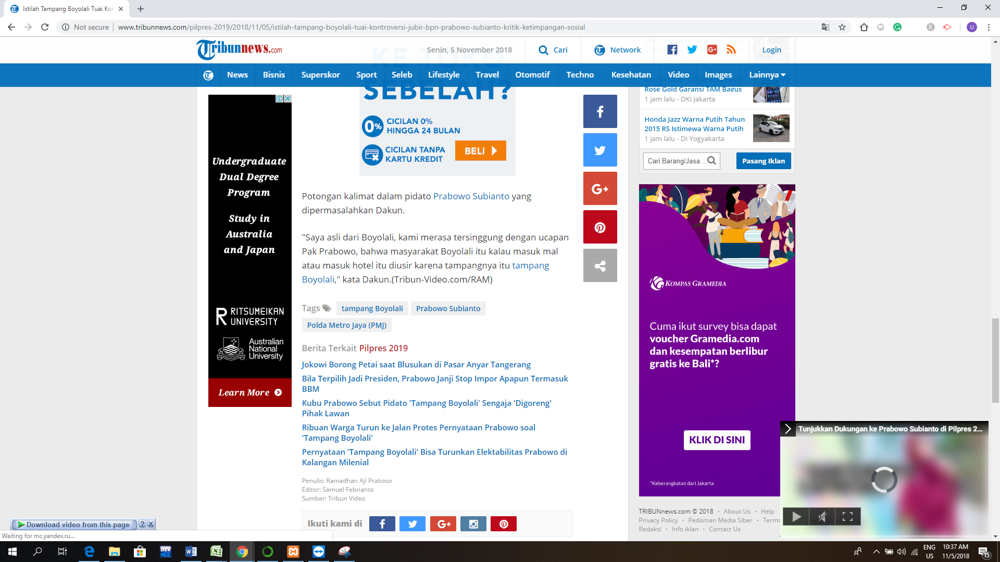 Istilah Tampang Boyolali Tuai Kor
Not secure
www.tribunnews.com/pilpres-2019/2018/11/05/istilah-tampang-boyolali-tuai-kontroversi-jubir-bpn-prabowo-subianto-kritik-ketimpangan-sosial
U
Tribunnews.com
Senin, 5 November 2018
Cari
Network
Login
News
Bisnis
Superskor
Sport
Seleb
Lifestyle
Travel
Otomotif
Techno
Kesehatan
Video
Images
Lainnya
KE TOKO
SEBELAH?
0%
CICILAN 0%
HINGGA 24 BULAN
CICILAN TANPA
KARTU KREDIT
BELI
Undergraduate
Dual Degree
Program
Study in
Australia
and Japan
RITSUMEIKAN
UNIVERSITY
Australian
National
University
Learn More
Potongan kalimat dalam pidato Prabowo Subianto yang
dipermasalahkan Dakun.
"Saya asli dari Boyolali, kami merasa tersinggung dengan ucapan
Pak Prabowo, bahwa masyarakat Boyolali itu kalau masuk mal
atau masuk hotel itu diusir karena tampangnya itu tampang
Boyolali," kata Dakun.(Tribun-Video.com/RAM)
Tags
tampang Boyolali
Prabowo Subianto
Polda Metro Jaya (PMJ)
Berita Terkait Pilpres 2019
Jokowi Borong Petai saat Blusukan di Pasar Anyar Tangerang
Bila Terpilih Jadi Presiden, Prabowo Janji Stop Impor Apapun Termasuk
BBM
Kubu Prabowo Sebut Pidato 'Tampang Boyolali' Sengaja 'Digoreng'
Pihak Lawan
Ribuan Warga Turun ke Jalan Protes Pernyataan Prabowo soal
'Tampang Boyolali'
Pernyataan 'Tampang Boyolali' Bisa Turunkan Elektabilitas Prabowo di
Kalangan Milenial
Penulis: Ramadhan Aji Prakoso
Editor: Samuel Febrianto
Sumber: Tribun Video
Ikuti kami di
G+
G+
Rose Gold Garansi TAM Bagus
1 jam lalu - DKI Jakarta
Honda Jazz Warna Putih Tahun
2015 RS Istimewa Warna Putih
1 jam lalu - DI Yogyakarta
Cari Barang/Jasa ...
Pasang Iklan
KOMPAS GRAMEDIA
Cuma ikut survey bisa dapat
voucher Gramedia.com
dan kesempatan berlibur
gratis ke Bali*?
KLIK DI SINI
*Keberangkatan dari Jakarta
Tunjukkan Dukungan ke Prabowo Subianto di Pilpres 2...
TRIBUNnews.com © 2018 · About Us · Help
Privacy Policy · Pedoman Media Siber · Terms
Redaksi · Info iklan · Contact Us
Download video from this page
Waiting for mc.yandex.ru...
DEV
ENG
US
10:37 AM
11/5/2018
15